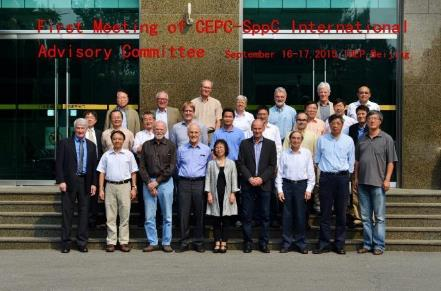 First Meeting of CEPC-SppC International
Advisory Committee September 16-17,2015, IHEP-Beijing